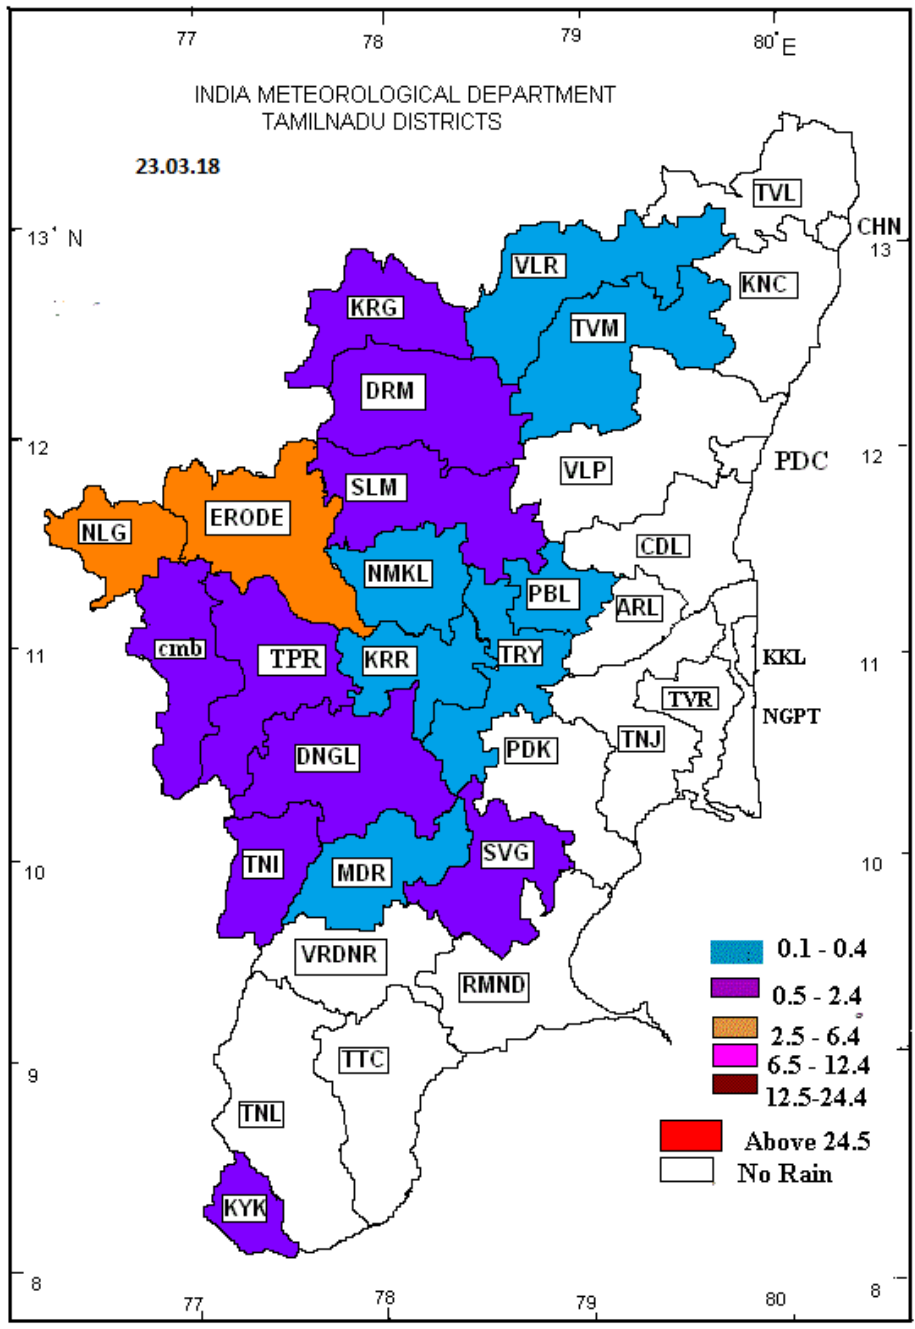 77 78 79 80° E
INDIA METEOROLOGICAL DEPARTMENT
TAMILNADU DISTRICTS
23.03.18
TVL
CHN
13° N
13
VLR
KNC
KRG
TVM
DRM
12
12
VLP
PDC
SLM
ERODE
NLG
CDL
NMKL
PBL
ARL
cmb
TPR
KRR
TRY
11
11
KKL
TVR
NGPT
DNGL
PDK
TNJ
10
10
TNI
MDR
SVG
0.1 - 0.4
VRDNR
RMND
0.5 - 2.4
2.5 - 6.4
6.5 - 12.4
12.5-24.4
9
TTC
TNL
Above 24.5
No Rain
KYK
8
8
77 78 79 80